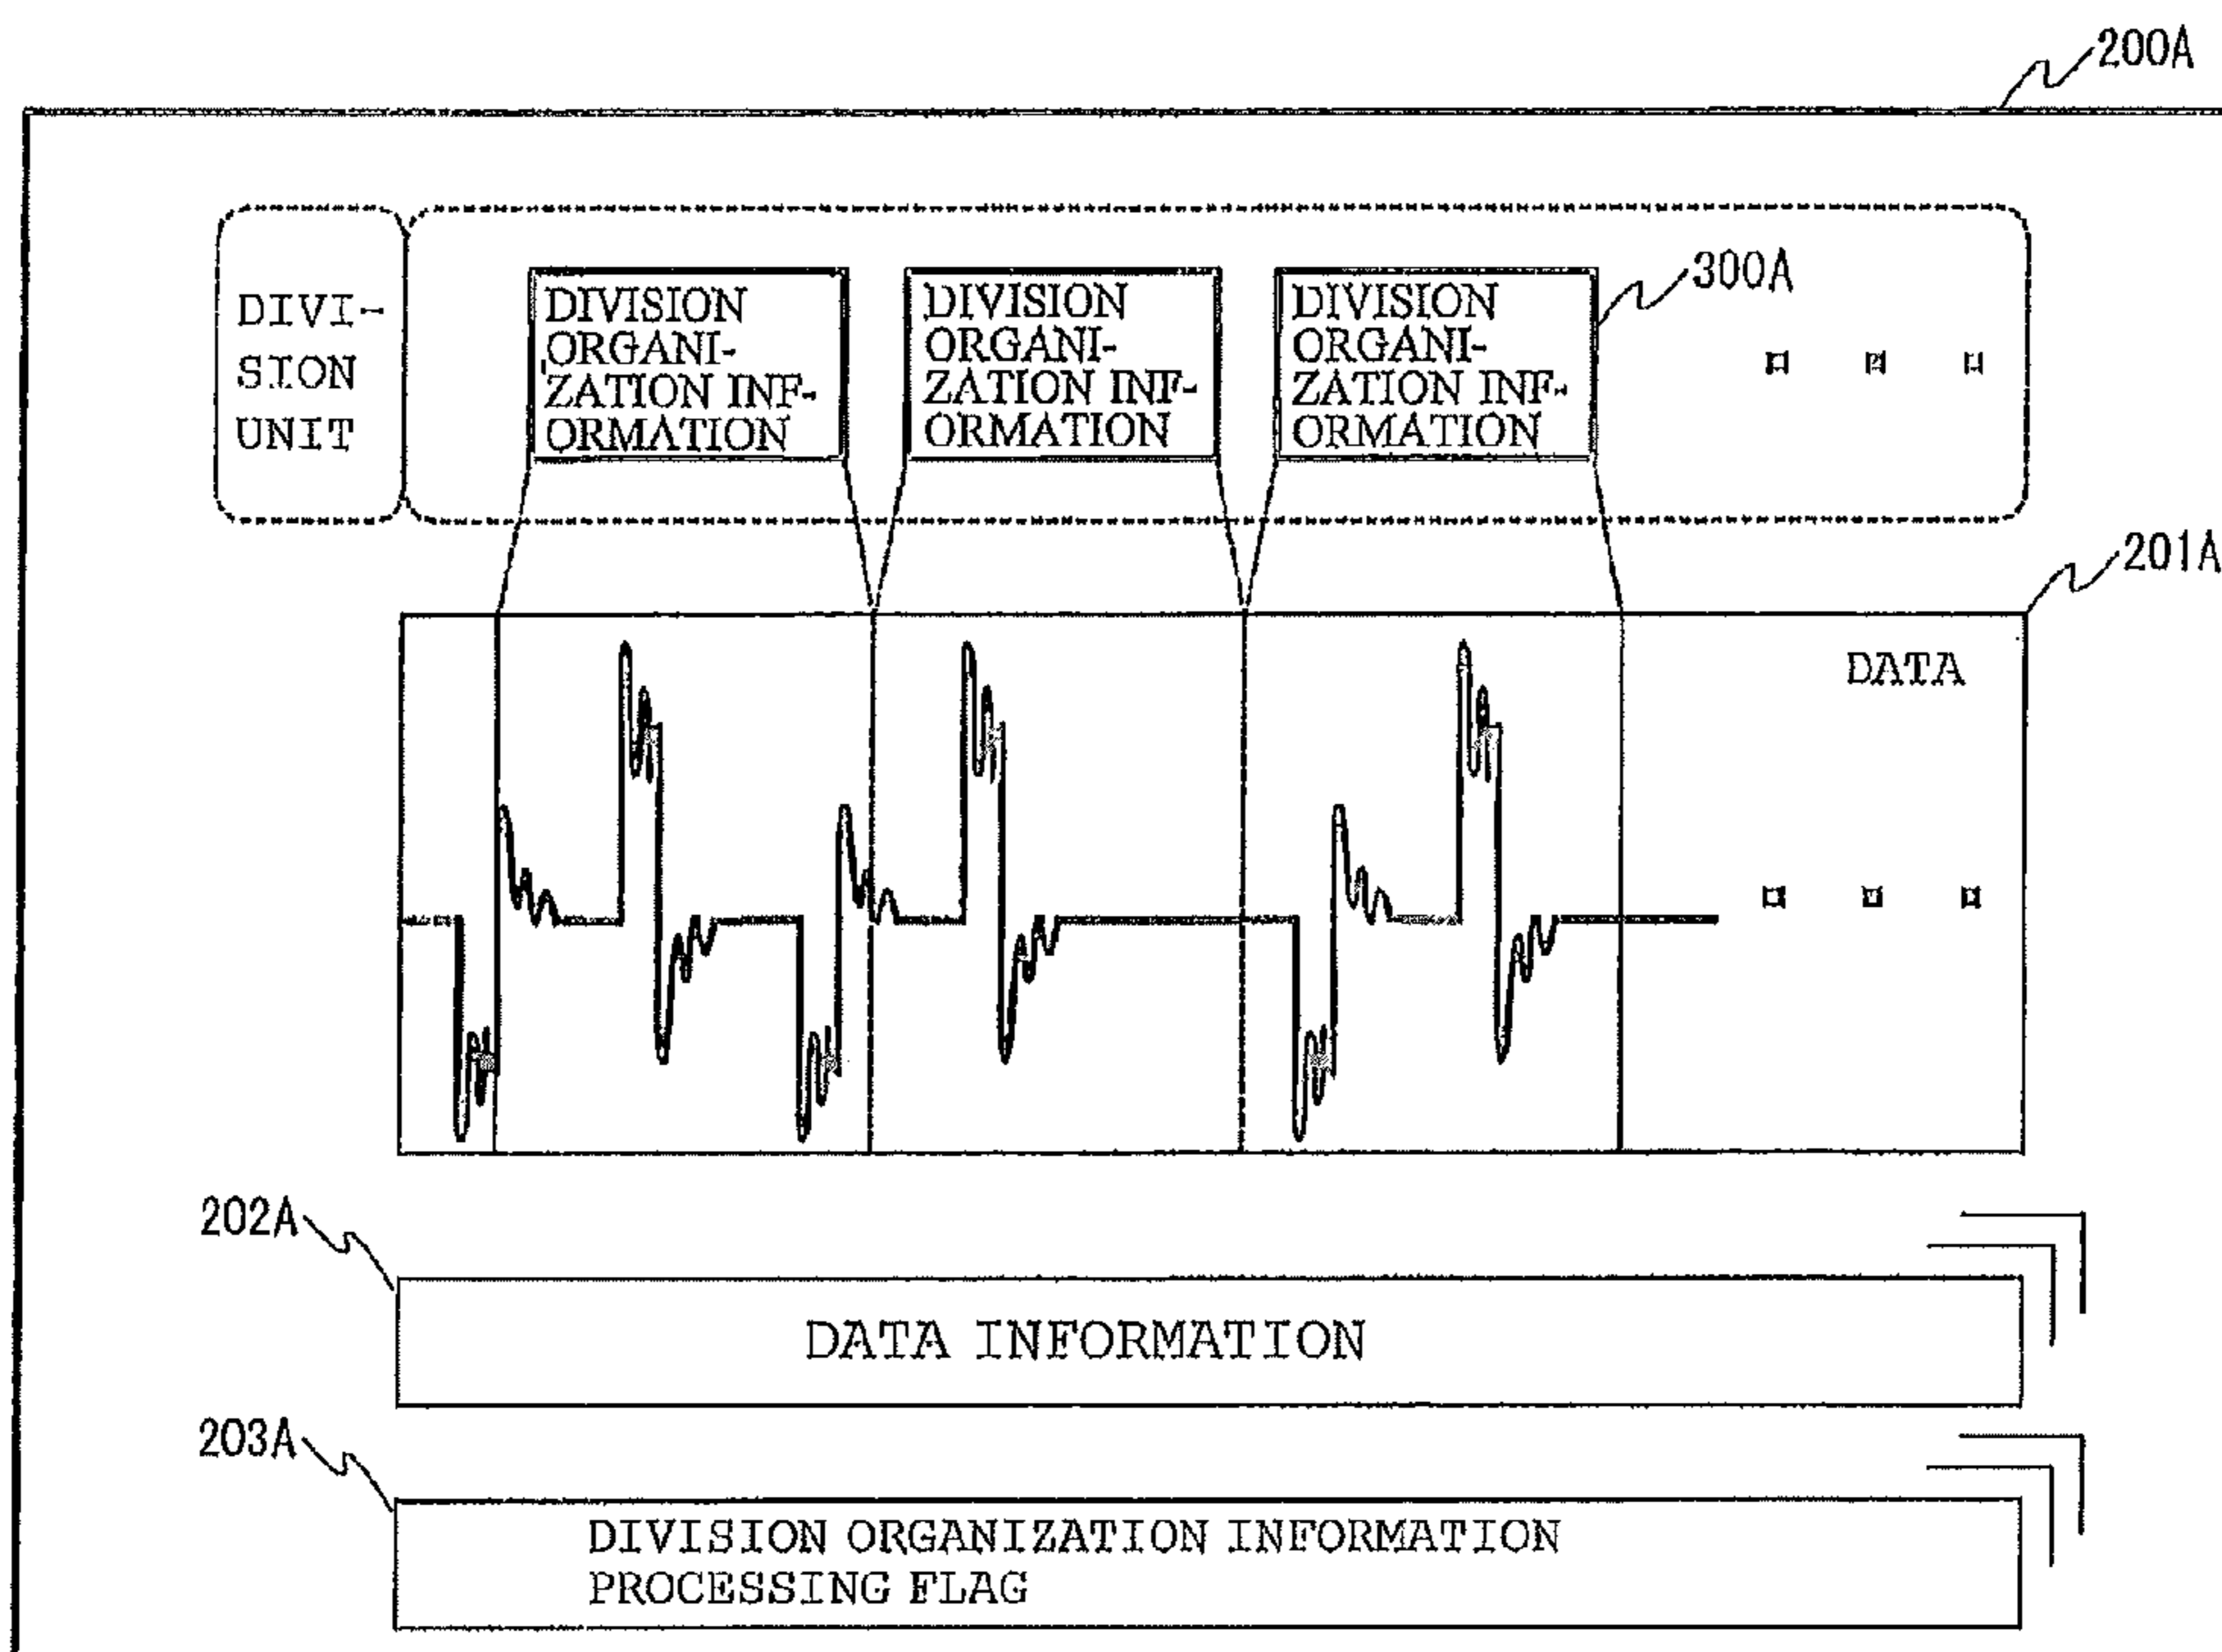 200A
DIVI-
SION
UNIT
DIVISION
ORGANI-
ZATION INF-
ORMATION
DIVISION
ORGANI-
ZATION INF-
ORMATION
DIVISION
ORGANI-
ZATION INF-
ORMATION
300A
201A
DATA
202A
DATA INFORMATION
203A
DIVISION ORGANIZATION INFORMATION
PROCESSING FLAG